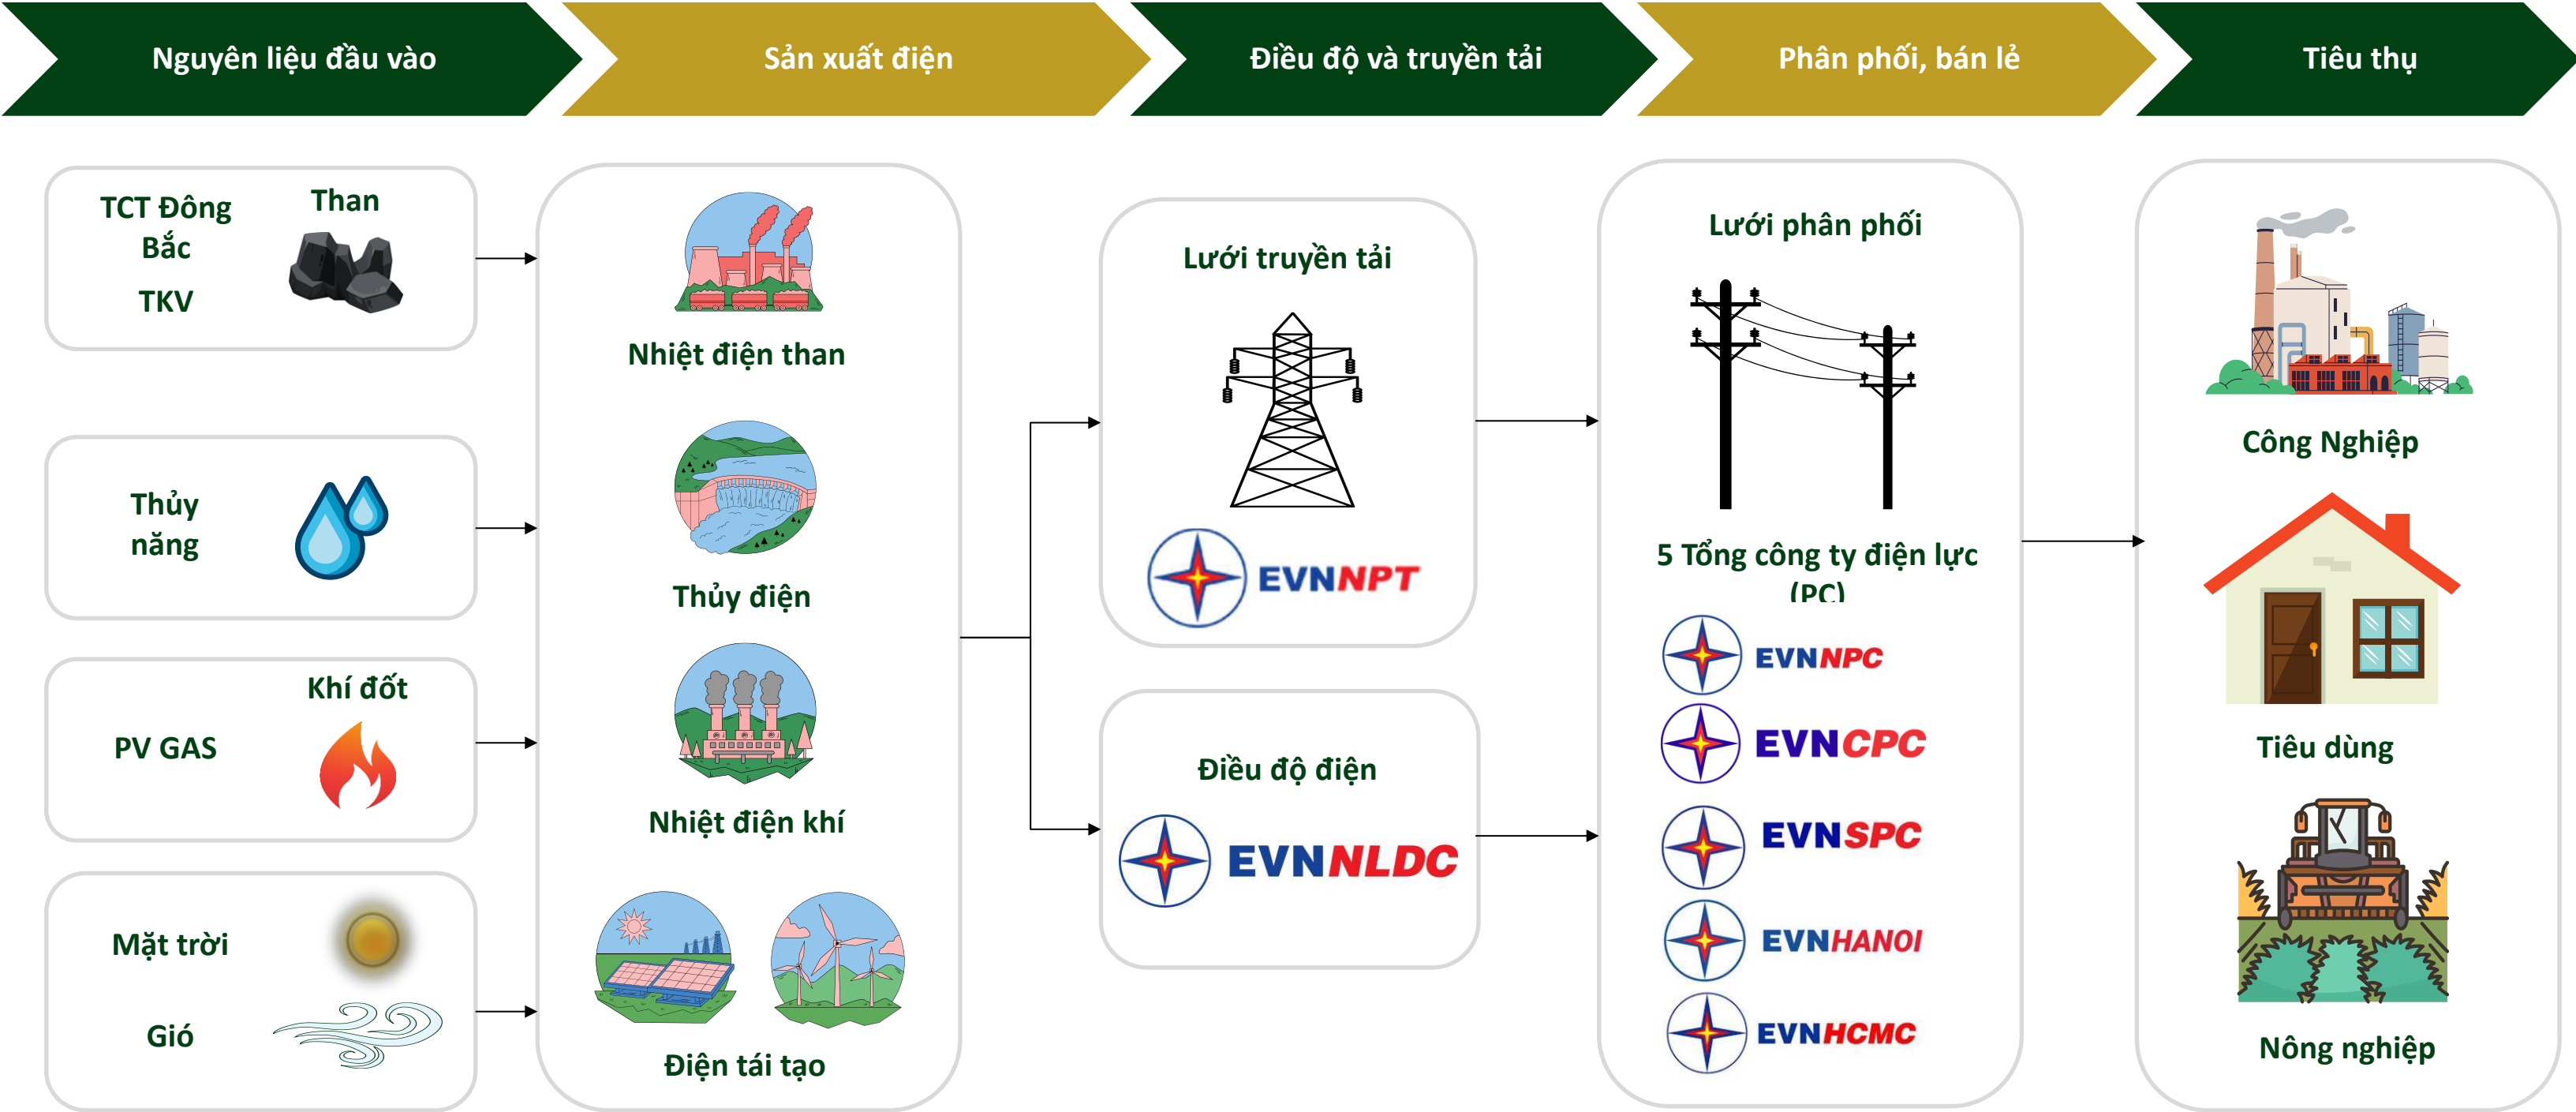 Nguyên liệu đầu vào
Sản xuất điện
Điều độ và truyền tải
Phân phối, bán lẻ
Tiêu thụ
TCT Đông
Bắc
TKV
Than
Thủy
năng
Khí đốt
PV GAS
Mặt trời
Gió
Nhiệt điện than
Thủy điện
Nhiệt điện khí
Điện tái tạo
Lưới truyền tải
EVNNPT
Điều độ điện
EVNNLDC
Lưới phân phối
5 Tổng công ty điện lực
(PC)
EVNNPC
EVNCPC
EVNSPC
EVNHANOI
EVNHCMC
Công Nghiệp
Tiêu dùng
Nông nghiệp